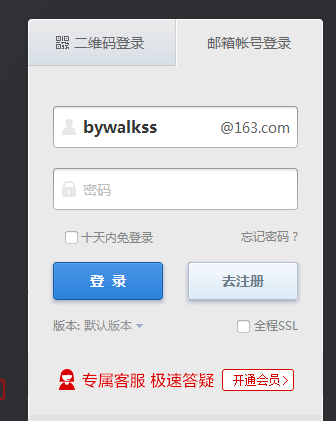 二维码登录 邮箱帐号登录
bywalkss @163.com
密码
十天内免登录 忘记密码？
登 录 去注册
版本: 默认版本 全程SSL
专属客服 极速答疑 开通会员